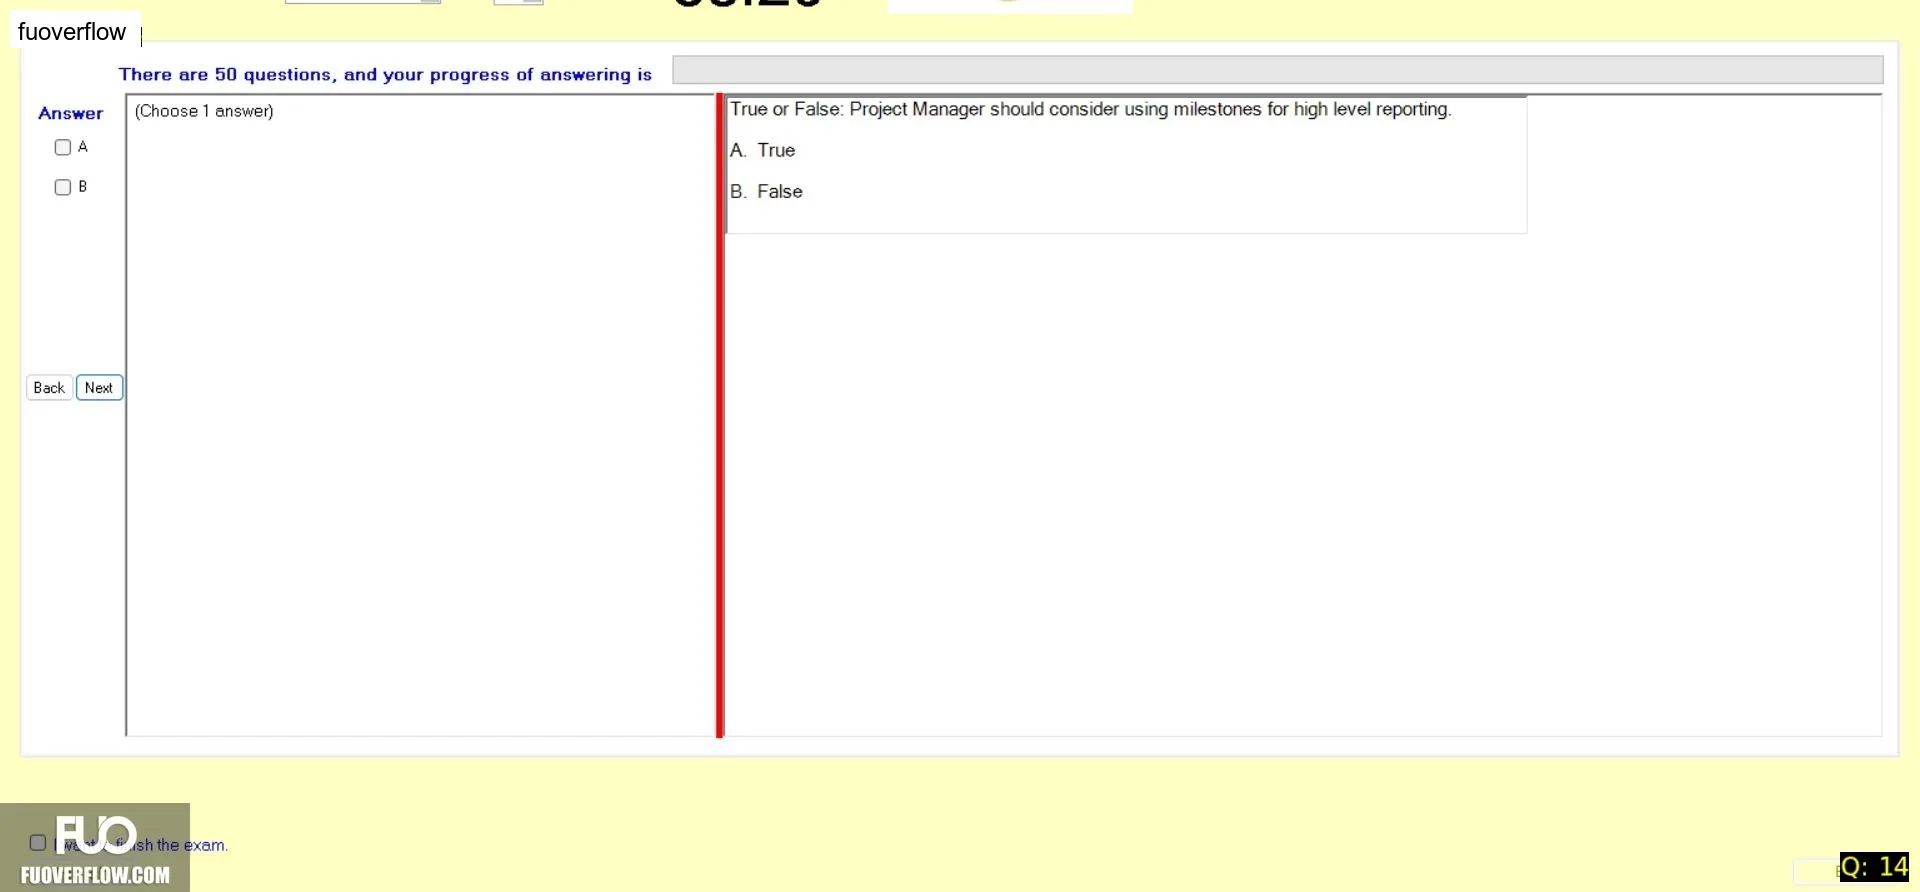 fuoverflow
There are 50 questions, and your progress of answering is
Answer
(Choose 1 answer)
A
B
True or False: Project Manager should consider using milestones for high level reporting.
A. True
B. False
Back Next
FUO
finish the exam.
FUOVERFLOW.COM
Q: 14